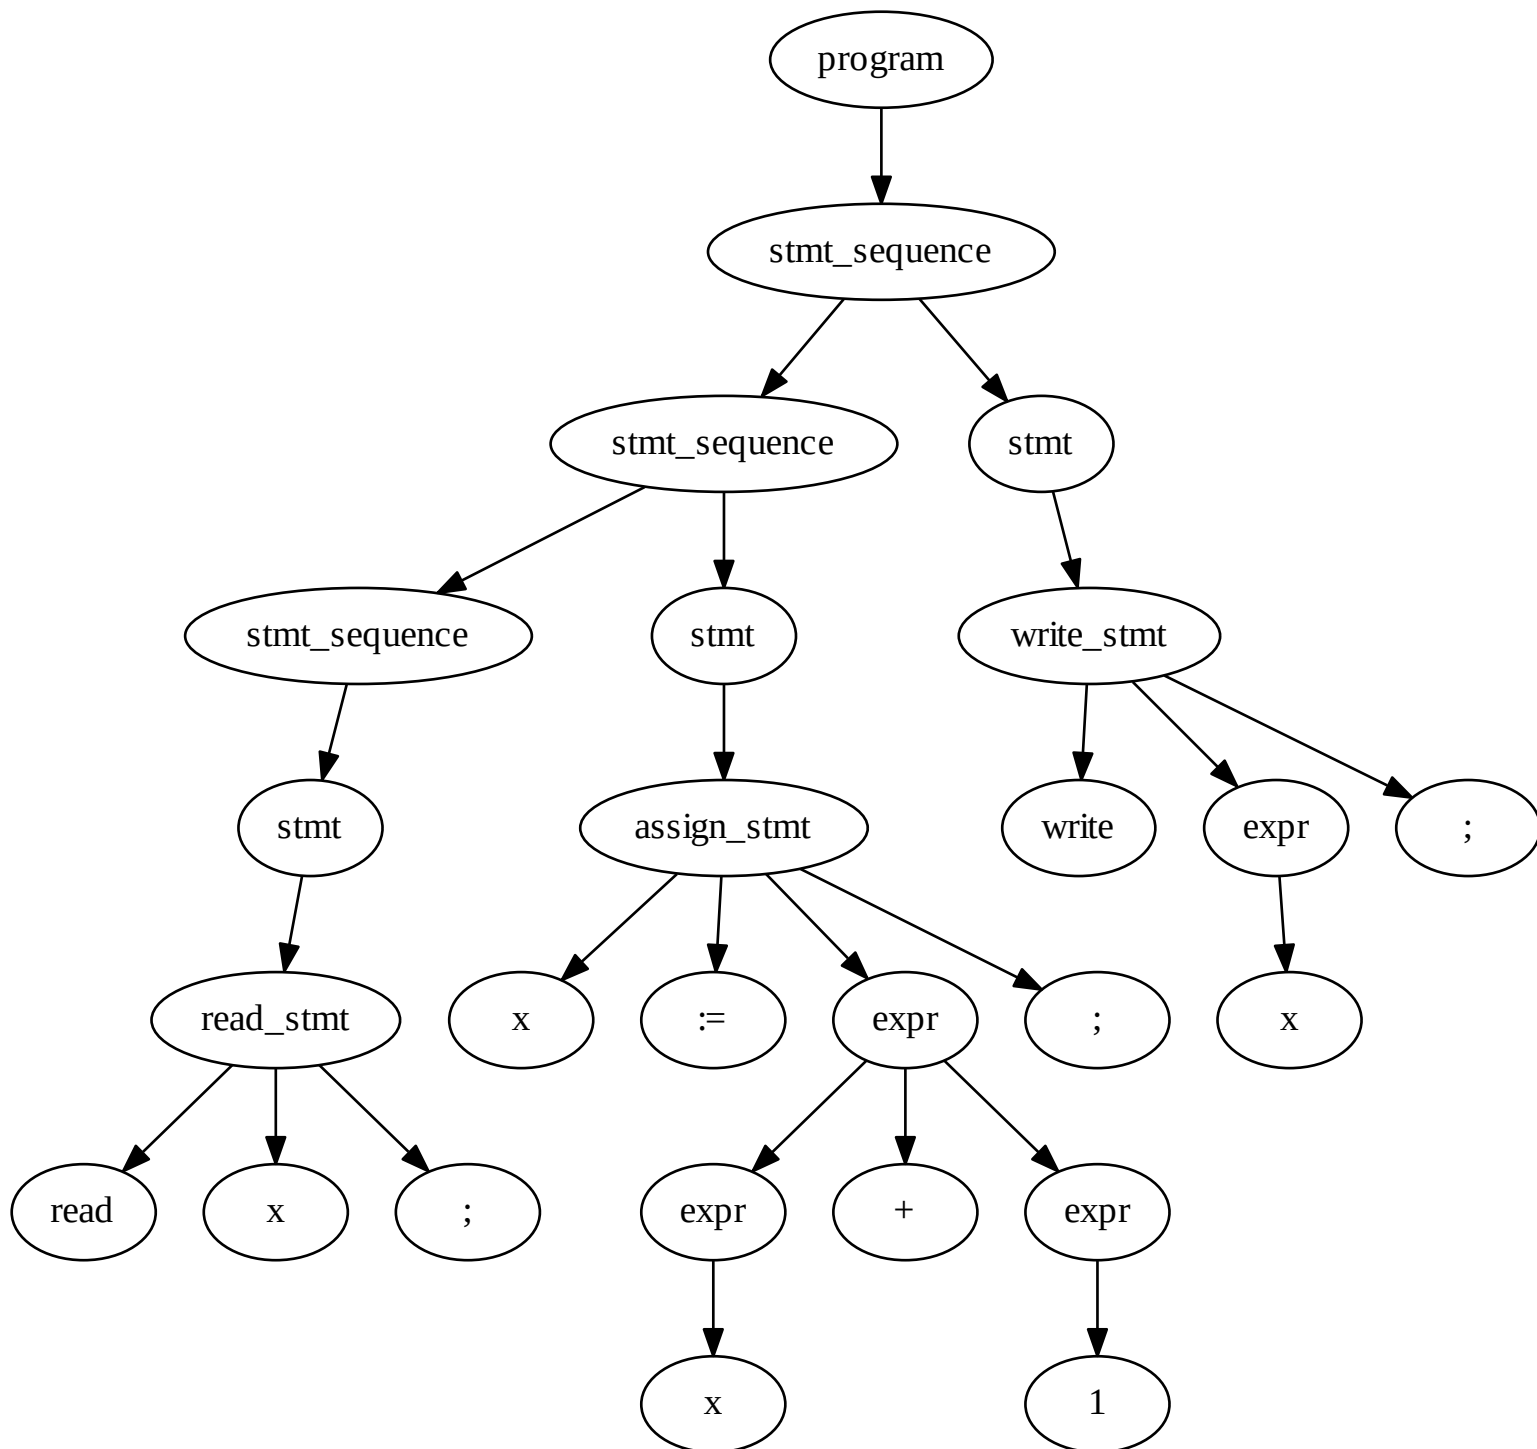 program
stmt_sequence
stmt_sequence
stmt
stmt_sequence
stmt
write_stmt
stmt
assign_stmt
write
expr
;
read_stmt
x
:=
expr
;
x
read
x
;
expr
+
expr
x
1